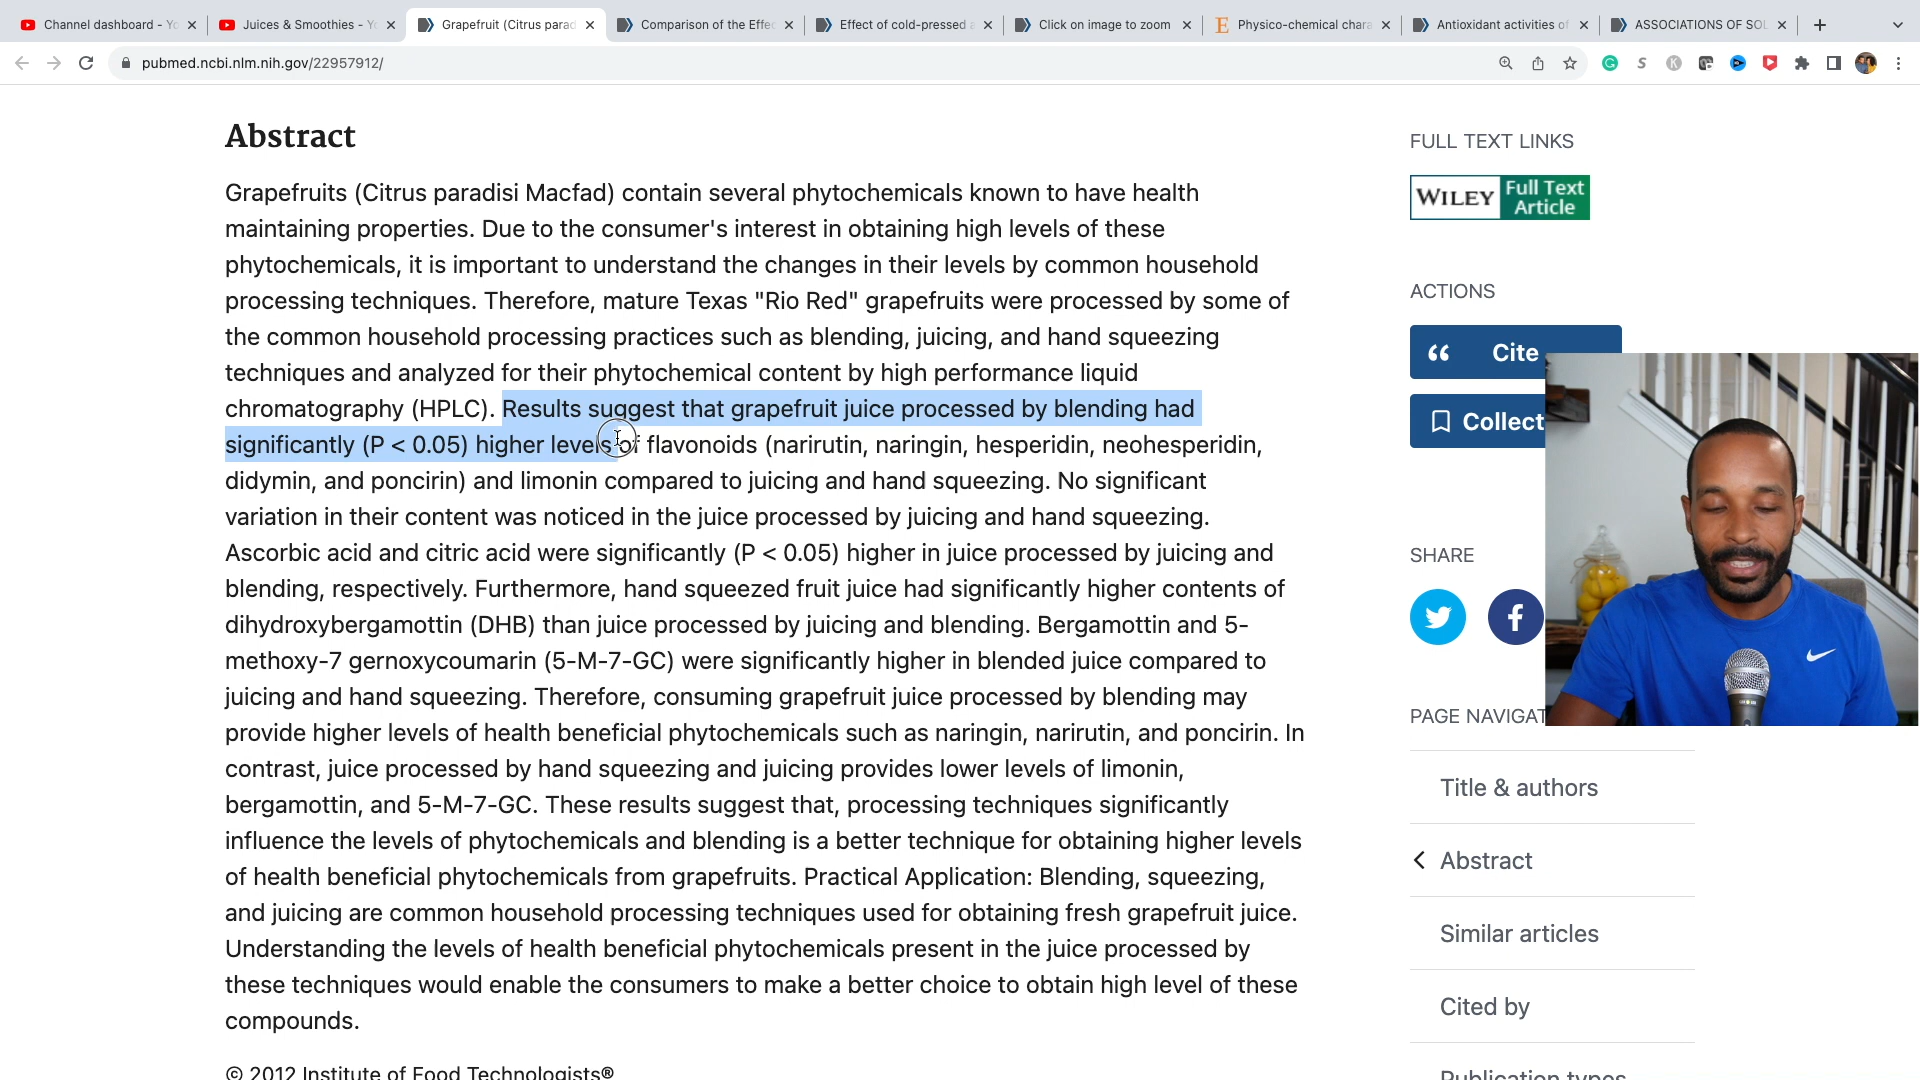 Channel dashboard - Yo
Juices & Smoothies - Yo
Grapefruit (Citrus parad
Comparison of the Effec
Effect of cold-pressed a
Click on image to zoom
Physico-chemical chara
Antioxidant activities of
ASSOCIATIONS OF SOL
pubmed.ncbi.nlm.nih.gov/22957912/
Abstract
Grapefruits (Citrus paradisi Macfad) contain several phytochemicals known to have health
maintaining properties. Due to the consumer's interest in obtaining high levels of these
phytochemicals, it is important to understand the changes in their levels by common household
processing techniques. Therefore, mature Texas "Rio Red" grapefruits were processed by some of
the common household processing practices such as blending, juicing, and hand squeezing
techniques and analyzed for their phytochemical content by high performance liquid
chromatography (HPLC). Results suggest that grapefruit juice processed by blending had
significantly (P < 0.05) higher levels of flavonoids (narirutin, naringin, hesperidin, neohesperidin,
didymin, and poncirin) and limonin compared to juicing and hand squeezing. No significant
variation in their content was noticed in the juice processed by juicing and hand squeezing.
Ascorbic acid and citric acid were significantly (P < 0.05) higher in juice processed by juicing and
blending, respectively. Furthermore, hand squeezed fruit juice had significantly higher contents of
dihydroxybergamottin (DHB) than juice processed by juicing and blending. Bergamottin and 5-
methoxy-7 gernoxycoumarin (5-M-7-GC) were significantly higher in blended juice compared to
juicing and hand squeezing. Therefore, consuming grapefruit juice processed by blending may
provide higher levels of health beneficial phytochemicals such as naringin, narirutin, and poncirin. In
contrast, juice processed by hand squeezing and juicing provides lower levels of limonin,
bergamottin, and 5-M-7-GC. These results suggest that, processing techniques significantly
influence the levels of phytochemicals and blending is a better technique for obtaining higher levels
of health beneficial phytochemicals from grapefruits. Practical Application: Blending, squeezing,
and juicing are common household processing techniques used for obtaining fresh grapefruit juice.
Understanding the levels of health beneficial phytochemicals present in the juice processed by
these techniques would enable the consumers to make a better choice to obtain high level of these
compounds.
© 2012 Institute of Food Technologists®
FULL TEXT LINKS
WILEY Full Text
Article
ACTIONS
Cite
Collect
SHARE
PAGE NAVIGAT
Title & authors
Abstract
Similar articles
Cited by
Publication types